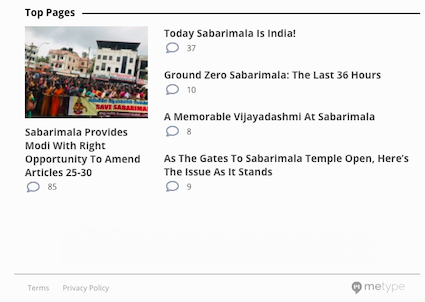 Top Pages
SAVE SABARIMALA
Sabarimala Provides
Modi With Right
Opportunity To Amend
Articles 25-30
85
Today Sabarimala Is India!
37
Ground Zero Sabarimala: The Last 36 Hours
10
A Memorable Vijayadashmi At Sabarimala
8
As The Gates To Sabarimala Temple Open, Here's
The Issue As It Stands
9
Terms Privacy Policy
metype